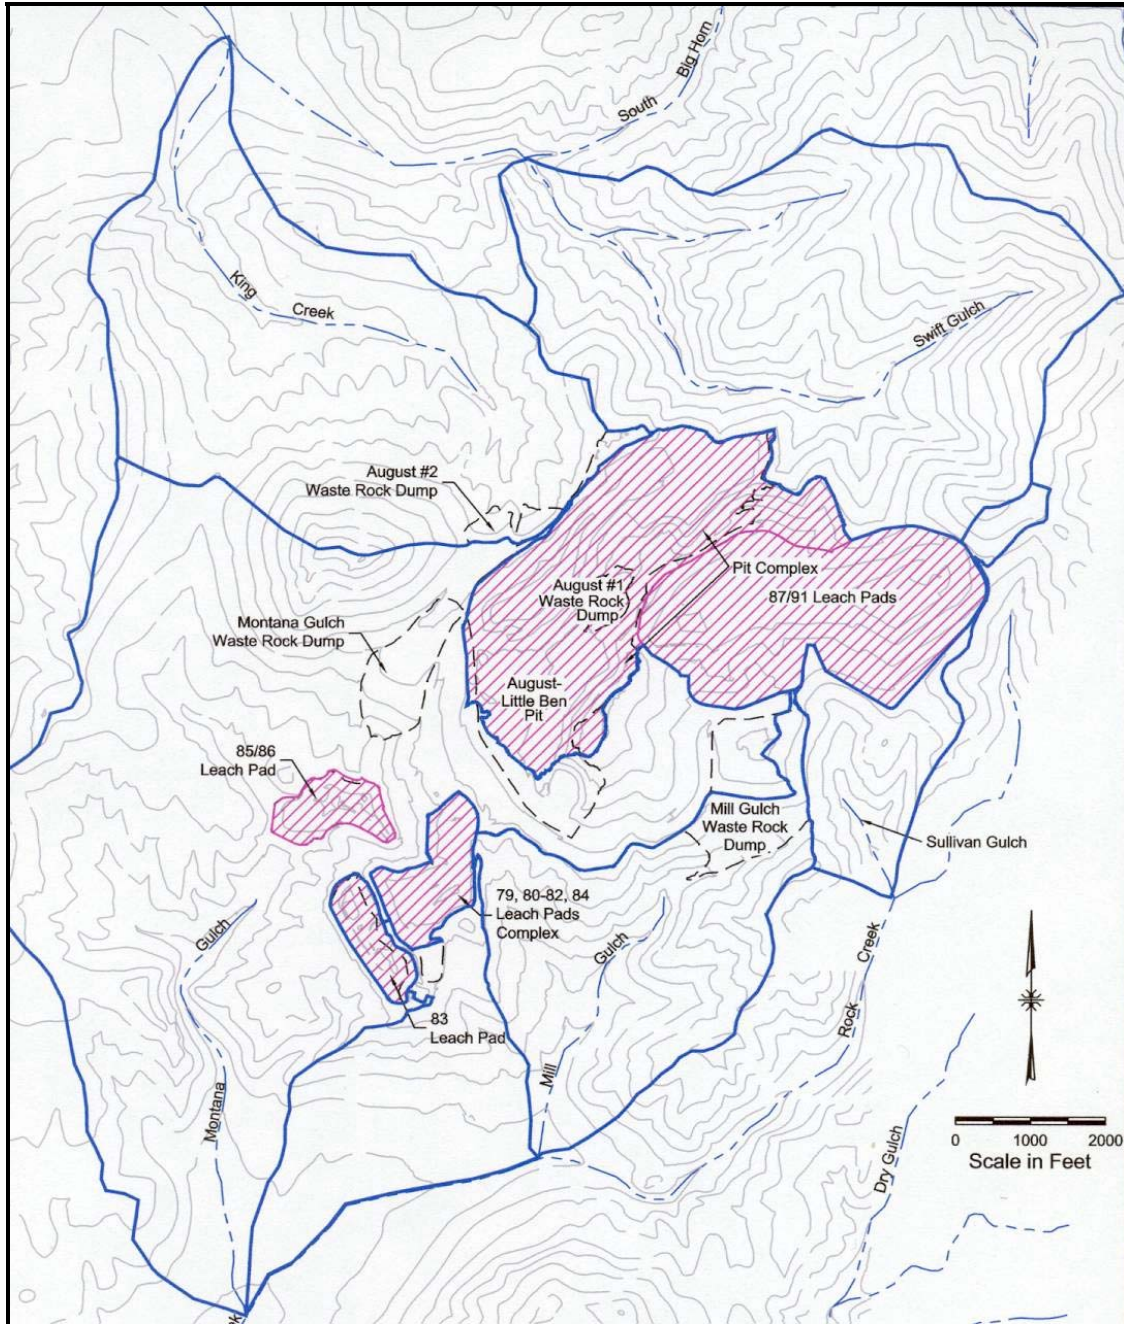 Big Horn
South
King
Creek
Swift Gulch
August #2
Waste Rock Dump
Pit Complex
August #1
Waste Rock
Dump
87/91 Leach Pads
Montana Gulch
Waste Rock Dump
August-
Little Ben
Pit
85/86
Leach Pad
Mill Gulch
Waste Rock
Dump
Sullivan Gulch
79, 80-82, 84
Leach Pads
Complex
Gulch
Gulch
Creek
Rock
83
Leach Pad
Mill
Montana
Dry Gulch
0 1000 2000
Scale in Feet